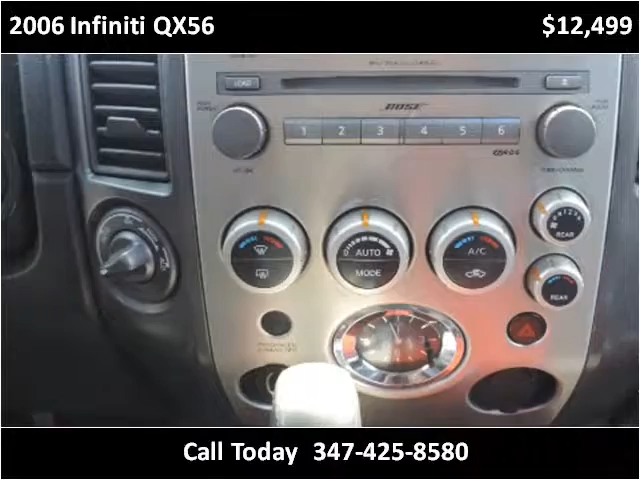 2006 Infiniti QX56 $12,499
LOAD
BOSE
1 2 3 4 5 6
AUTO
MODE
A/C
REAR
REAR
Call Today 347-425-8580